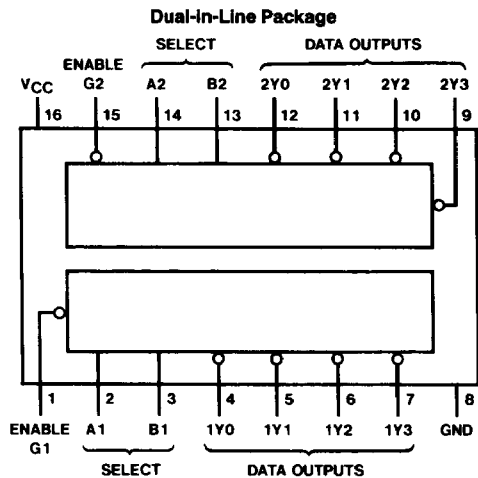 Dual-In-Line Package
SELECT DATA OUTPUTS
ENABLE
VCC G2 A2 B2 2Y0 2Y1 2Y2 2Y3
16 15 14 13 12 11 10 9
1 2 3 4 5 6 7 8
ENABLE A1 B1 1Y0 1Y1 1Y2 1Y3 GND
G1
SELECT DATA OUTPUTS